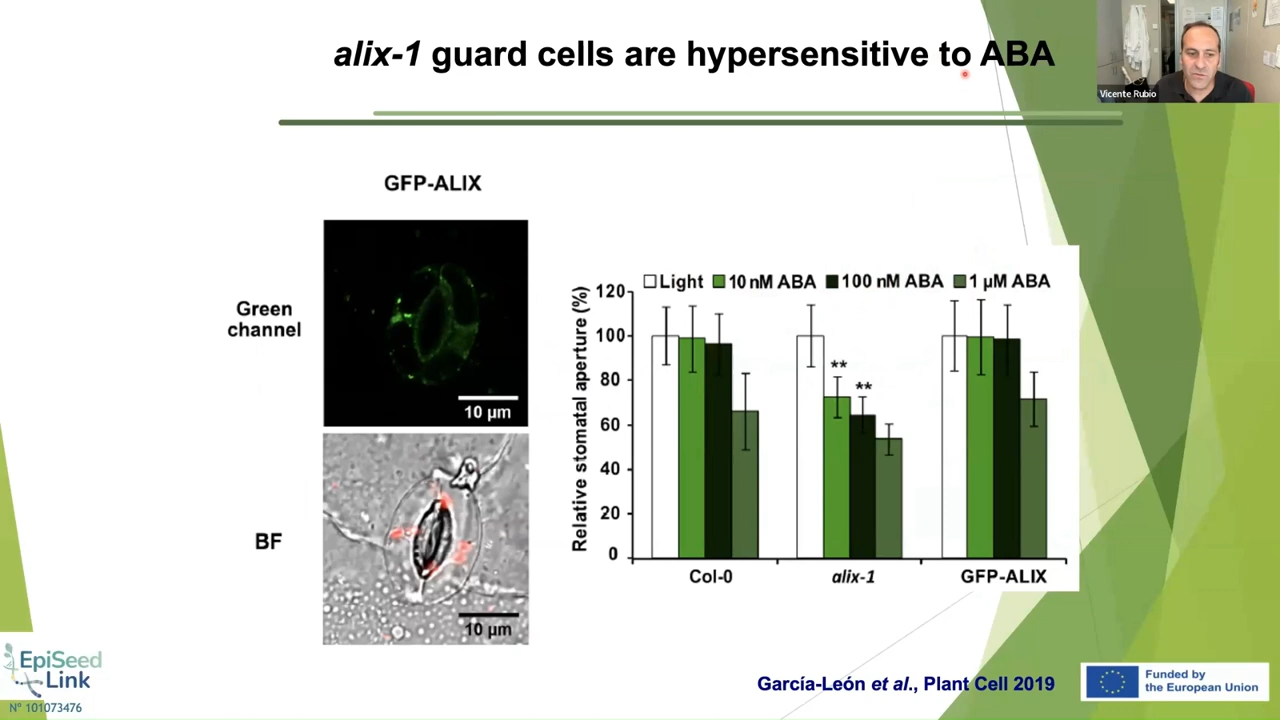 alix-1 guard cells are hypersensitive to ABA
Vicente Rubio
GFP-ALIX
Green
channel
10 µm
BF
10 µm
Light 10 nM ABA 100 nM ABA 1 µM ABA
Relative stomatal aperture (%)
120
100
80
60
40
20
0
** **
Col-0 alix-1 GFP-ALIX
García-León et al., Plant Cell 2019
EpiSeed
Link
Nº 101073476
Funded by
the European Union